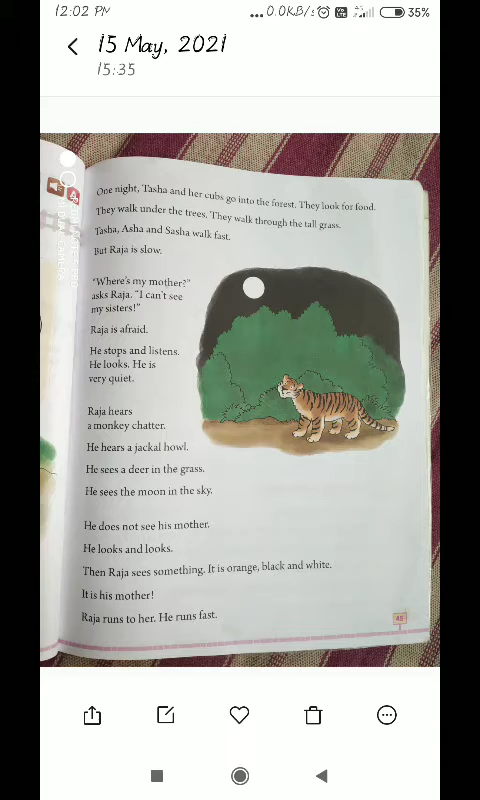 12:02 PM
... 0.0KB/s
4G
35%
15 May, 2021
15:35
One night, Tasha and her cubs go into the forest. They look for food.
They walk under the trees. They walk through the tall grass.
Tasha, Asha and Sasha walk fast.
But Raja is slow.
"Where's my mother?"
asks Raja. "I can't see
my sisters!"
Raja is afraid.
He stops and listens.
He looks. He is
very quiet.
Raja hears
a monkey chatter.
He hears a jackal howl.
He sees a deer in the grass.
He sees the moon in the sky.
He does not see his mother.
He looks and looks.
Then Raja sees something. It is orange, black and white.
It is his mother!
Raja runs to her. He runs fast.